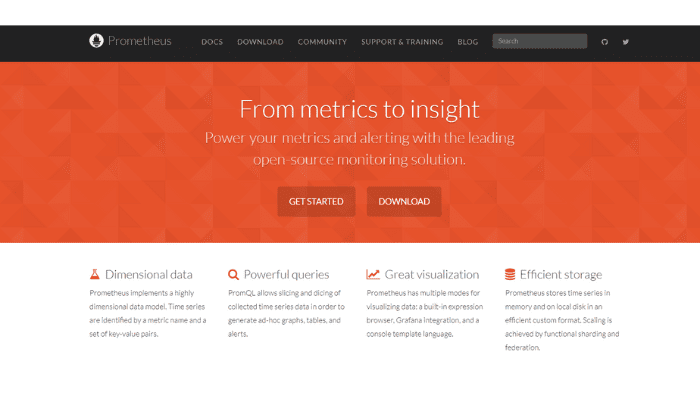 Prometheus
DOCS
DOWNLOAD
COMMUNITY
SUPPORT & TRAINING
BLOG
Search
From metrics to insight
Power your metrics and alerting with the leading
open-source monitoring solution.
GET STARTED
DOWNLOAD
Dimensional data
Prometheus implements a highly
dimensional data model. Time series
are identified by a metric name and a
set of key-value pairs.
Powerful queries
PromQL allows slicing and dicing of
collected time series data in order to
generate ad-hoc graphs, tables, and
alerts.
Great visualization
Prometheus has multiple modes for
visualizing data: a built-in expression
browser, Grafana integration, and a
console template language.
Efficient storage
Prometheus stores time series in
memory and on local disk in an
efficient custom format. Scaling is
achieved by functional sharding and
federation.